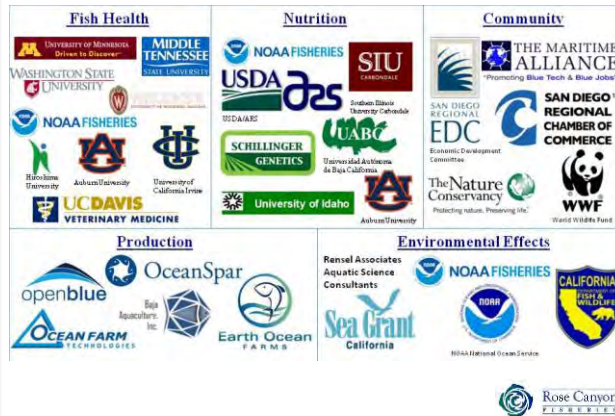 Fish Health
UNIVERSITY OF MINNESOTA
Driven to Discover
MIDDLE
TENNESSEE
STATE UNIVERSITY
WASHINGTON STATE
UNIVERSITY
NOAA FISHERIES
Hiroshima
University
Auburn University
University of
California Irvine
UCDAVIS
VETERINARY MEDICINE
Nutrition
NOAA FISHERIES
SIU
CARBONDALE
USDA
USDA/ARS
Southern Illinois
University Carbondale
SCHILLINGER
GENETICS
UABC
Universidad Autónoma
de Baja California
University of Idaho
Auburn University
Community
SAN DIEGO
REGIONAL
EDC
Economic Development
Committee
THE MARITIME
ALLIANCE
"Promoting Blue Tech & Blue Jobs"
SAN DIEGO
REGIONAL
CHAMBER OF
COMMERCE
The Nature
Conservancy
Protecting nature. Preserving life.
WWF
World Wildlife Fund
Production
openblue
OceanSpar
Baja
Aquaculture,
Inc.
OCEAN FARM
TECHNOLOGIES
Earth Ocean
FARMS
Environmental Effects
Rensel Associates
Aquatic Science
Consultants
Sea Grant
California
NOAA FISHERIES
NOAA
NOAA National Ocean Service
CALIFORNIA
FISH &
WILDLIFE
Rose Canyon
FISHERIES